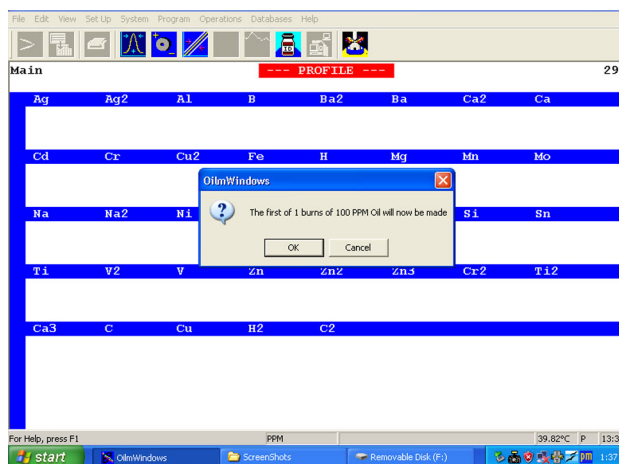 File Edit View Set Up System Program Operations Databases Help
Main --- PROFILE --- 29
Ag Ag2 Al B Ba2 Ba Ca2 Ca
Cd Cr Cu2 Fe H Mg Mn Mo
OilmWindows
The first of 1 burns of 100 PPM Oil will now be made
Na Na2 Ni Si Sn
OK Cancel
Ti V2 V Zn Zn2 Zn3 Cr2 Ti2
Ca3 C Cu H2 C2
For Help, press F1 PPM 39.82°C P 13:3
start OilmWindows ScreenShots Removable Disk (F:) pm 1:37